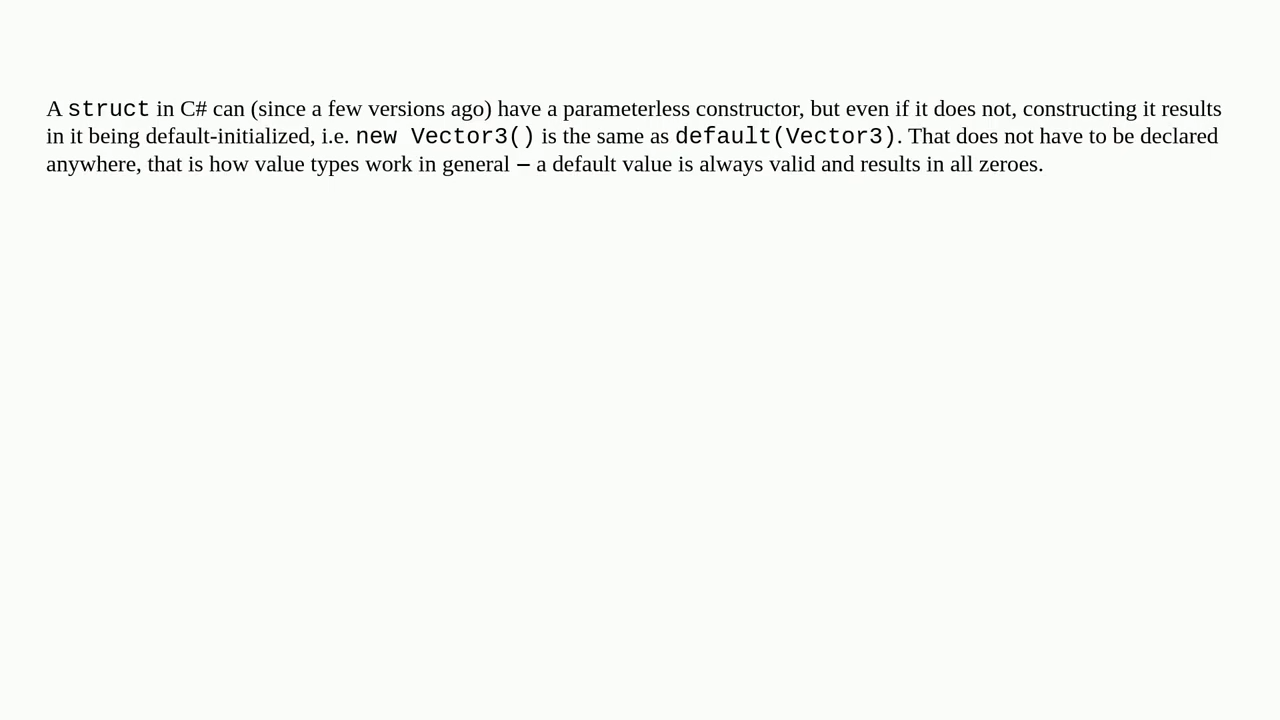 A struct in C# can (since a few versions ago) have a parameterless constructor, but even if it does not, constructing it results
in it being default-initialized, i.e. new Vector3() is the same as default(Vector3). That does not have to be declared
anywhere, that is how value types work in general — a default value is always valid and results in all zeroes.